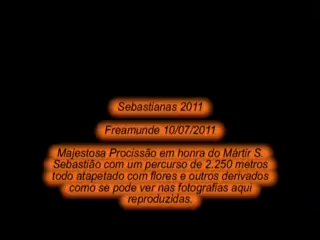 Sebastianas 2011
Freamunde 10/07/2011
Majestosa Procissão em honra do Mártir S.
Sebastião com um percurso de 2.250 metros
todo atapetado com flores e outros derivados
como se pode ver nas fotografias aqui
reproduzidas.